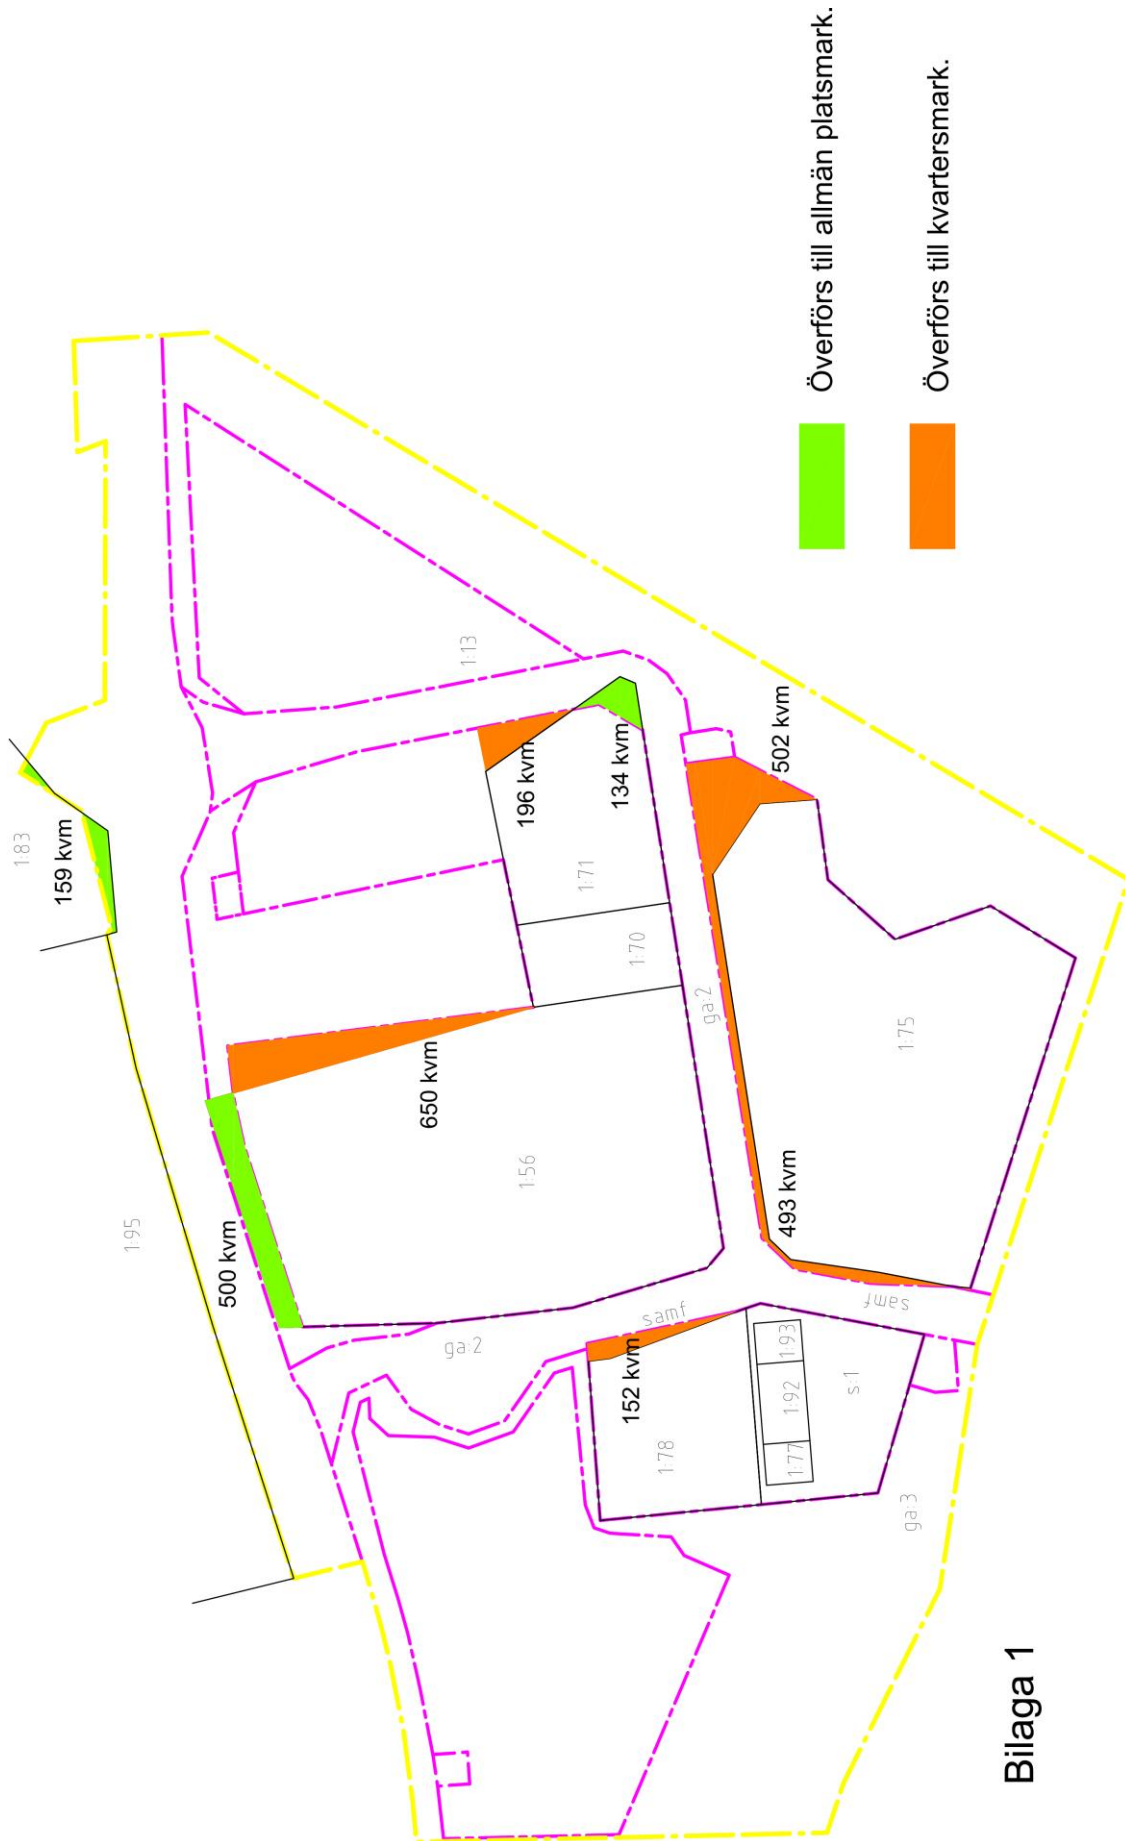 1:83
159 kvm
1:95
500 kvm
1:13
196 kvm
134 kvm
1:71
1:70
650 kvm
1:56
502 kvm
ga:2
1:75
493 kvm
ga:2
samf
samf
152 kvm
1:78
1:93
1:92
1:77
s:1
ga:3
Överförs till allmän platsmark.
Överförs till kvartersmark.
Bilaga 1